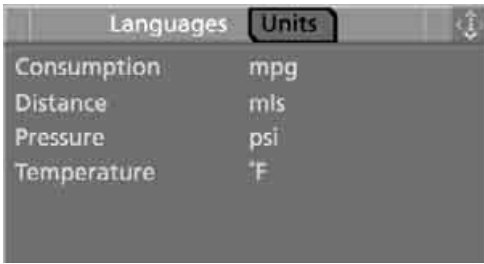 Languages Units
Consumption mpg
Distance mls
Pressure psi
Temperature °F